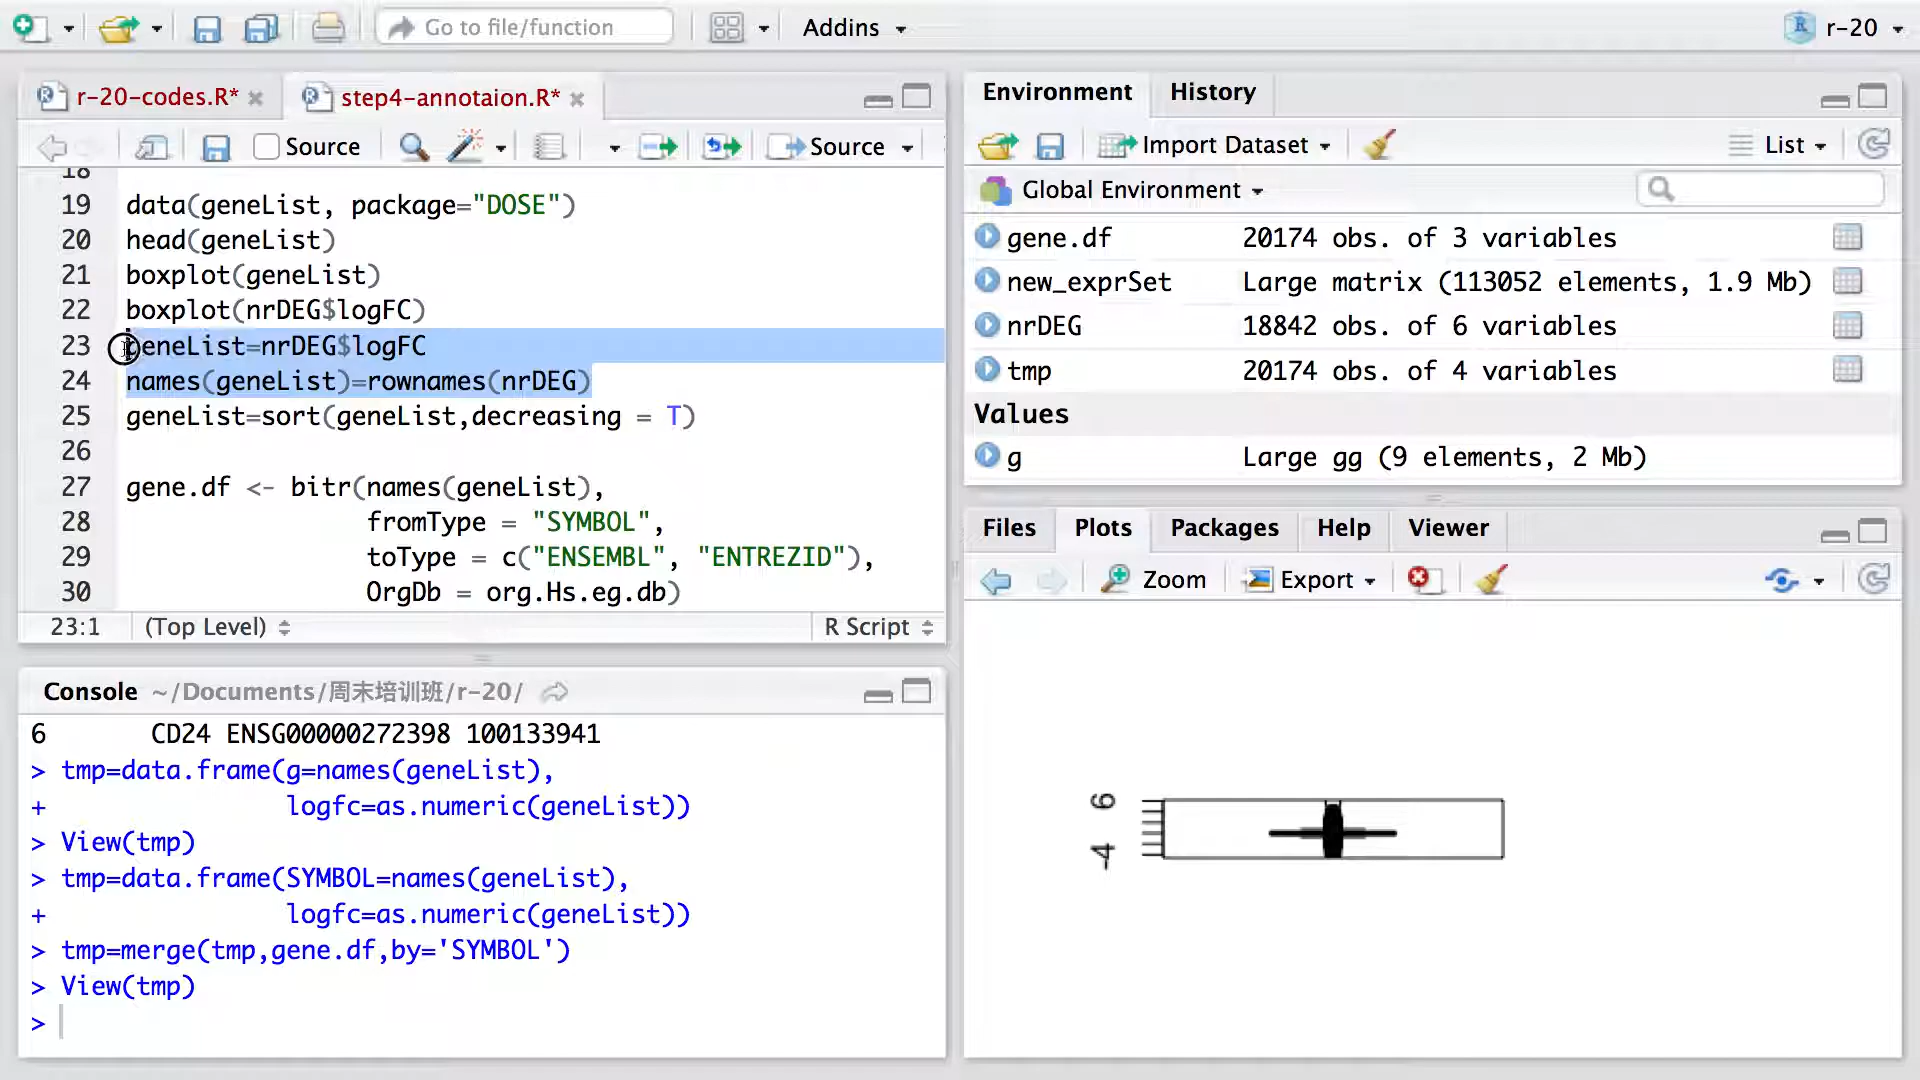 Go to file/function
Addins
r-20
r-20-codes.R*
step4-annotaion.R*
Source
Source
18
19 data(geneList, package="DOSE")
20 head(geneList)
21 boxplot(geneList)
22 boxplot(nrDEG$logFC)
23 geneList=nrDEG$logFC
24 names(geneList)=rownames(nrDEG)
25 geneList=sort(geneList,decreasing = T)
26
27 gene.df <- bitr(names(geneList),
28 fromType = "SYMBOL",
29 toType = c("ENSEMBL", "ENTREZID"),
30 OrgDb = org.Hs.eg.db)
23:1 (Top Level) R Script
Console ~/Documents/周末培训班/r-20/
6 CD24 ENSG00000272398 100133941
> tmp=data.frame(g=names(geneList),
+ logfc=as.numeric(geneList))
> View(tmp)
> tmp=data.frame(SYMBOL=names(geneList),
+ logfc=as.numeric(geneList))
> tmp=merge(tmp,gene.df,by='SYMBOL')
> View(tmp)
>
Environment History
Import Dataset List
Global Environment
gene.df 20174 obs. of 3 variables
new_exprSet Large matrix (113052 elements, 1.9 Mb)
nrDEG 18842 obs. of 6 variables
tmp 20174 obs. of 4 variables
Values
g Large gg (9 elements, 2 Mb)
Files Plots Packages Help Viewer
Zoom Export
6
-4